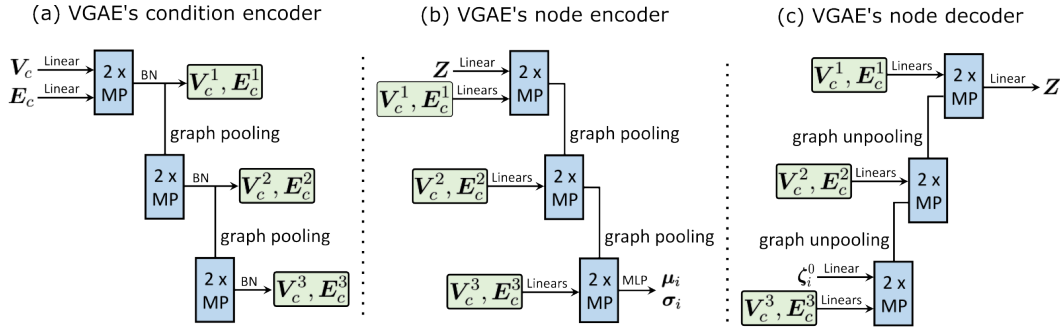 (a) VGAE's condition encoder
V_c Linear
E_c Linear
2 x MP
BN
V_c^1, E_c^1
graph pooling
2 x MP
BN
V_c^2, E_c^2
graph pooling
2 x MP
BN
V_c^3, E_c^3
(b) VGAE's node encoder
Z Linear
V_c^1, E_c^1 Linears
2 x MP
graph pooling
V_c^2, E_c^2 Linears
2 x MP
graph pooling
V_c^3, E_c^3 Linears
2 x MP
MLP
μ_i
σ_i
(c) VGAE's node decoder
V_c^1, E_c^1 Linears
2 x MP
Linear
Z
graph unpooling
V_c^2, E_c^2 Linears
2 x MP
graph unpooling
ζ_i^0 Linear
V_c^3, E_c^3 Linears
2 x MP